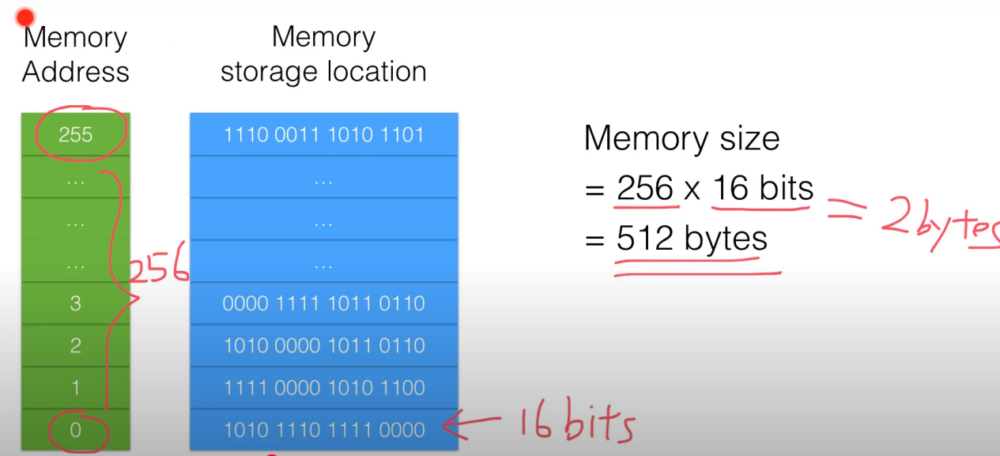 Memory
Address
Memory
storage location
255
1110 0011 1010 1101
...
...
...
...
...
...
3
0000 1111 1011 0110
2
1010 0000 1011 0110
1
1111 0000 1010 1100
0
1010 1110 1111 0000
256
← 16 bits
Memory size
= 256 x 16 bits
= 2 bytes
= 512 bytes